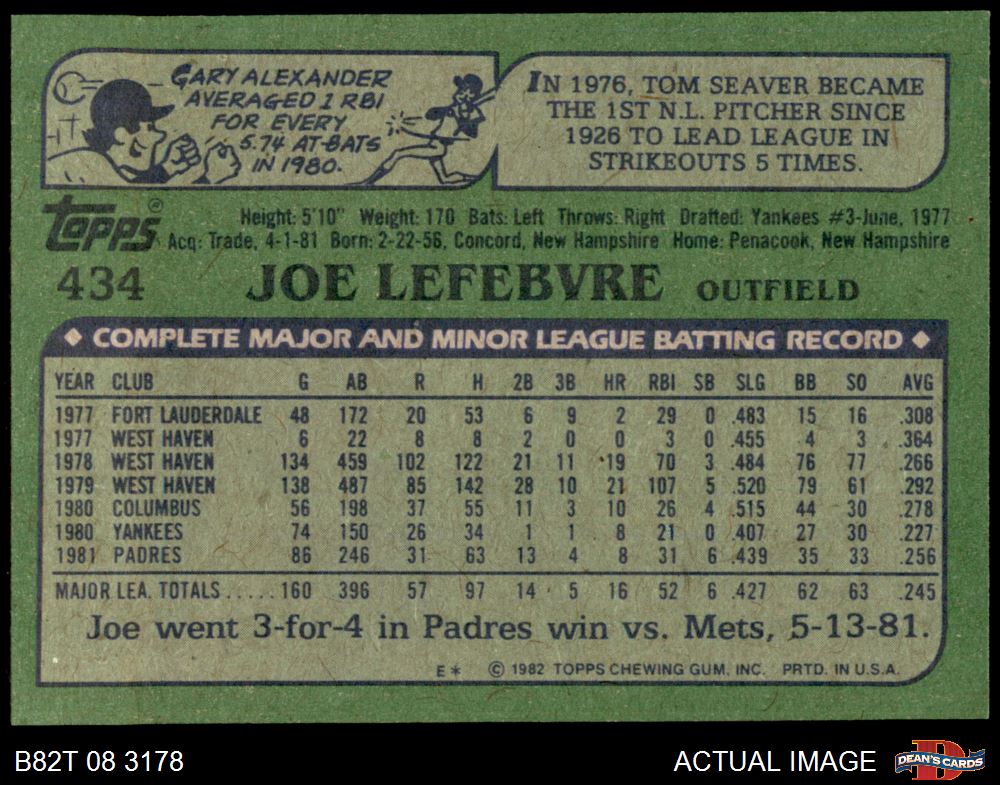 GARY ALEXANDER
AVERAGED 1 RBI
FOR EVERY
5.74 AT-BATS
IN 1980.
IN 1976, TOM SEAVER BECAME
THE 1ST N.L. PITCHER SINCE
1926 TO LEAD LEAGUE IN
STRIKEOUTS 5 TIMES.
topps®
Height: 5'10" Weight: 170 Bats: Left Throws: Right Drafted: Yankees #3-June, 1977
Acq: Trade, 4-1-81 Born: 2-22-56, Concord, New Hampshire Home: Penacook, New Hampshire
434 JOE LEFEBVRE OUTFIELD
◆ COMPLETE MAJOR AND MINOR LEAGUE BATTING RECORD ◆
YEAR CLUB G AB R H 2B 3B HR RBI SB SLG BB SO AVG
1977 FORT LAUDERDALE 48 172 20 53 6 9 2 29 0 .483 15 16 .308
1977 WEST HAVEN 6 22 8 8 2 0 0 3 0 .455 4 3 .364
1978 WEST HAVEN 134 459 102 122 21 11 19 70 3 .484 76 77 .266
1979 WEST HAVEN 138 487 85 142 28 10 21 107 5 .520 79 61 .292
1980 COLUMBUS 56 198 37 55 11 3 10 26 4 .515 44 30 .278
1980 YANKEES 74 150 26 34 1 1 8 21 0 .407 27 30 .227
1981 PADRES 86 246 31 63 13 4 8 31 6 .439 35 33 .256
MAJOR LEA. TOTALS.....160 396 57 97 14 5 16 52 6 .427 62 63 .245
Joe went 3-for-4 in Padres win vs. Mets, 5-13-81.
E* © 1982 TOPPS CHEWING GUM, INC. PRTD. IN U.S.A.
B82T 08 3178 ACTUAL IMAGE DEAN'S CARDS